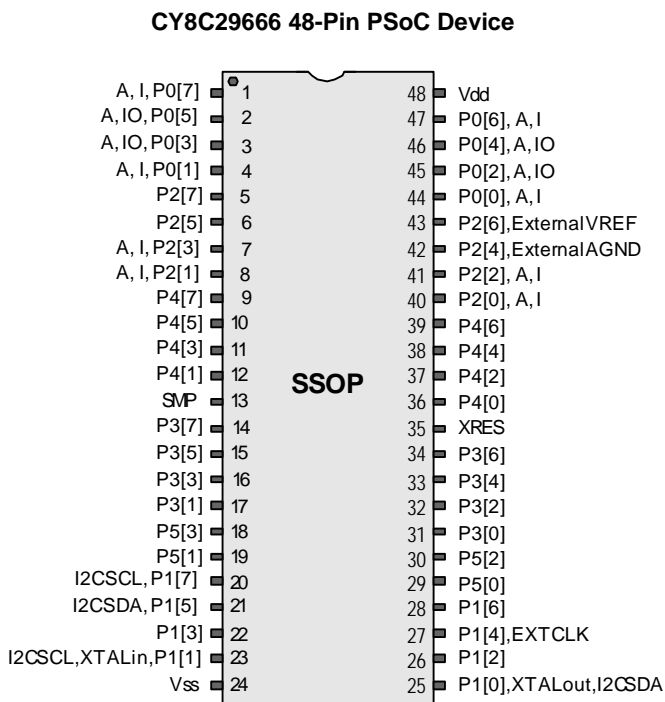 CY8C29666 48-Pin PSoC Device
A, I, P0[7] 1 48 Vdd
A, IO, P0[5] 2 47 P0[6], A, I
A, IO, P0[3] 3 46 P0[4], A, IO
A, I, P0[1] 4 45 P0[2], A, IO
P2[7] 5 44 P0[0], A, I
P2[5] 6 43 P2[6], External VREF
A, I, P2[3] 7 42 P2[4], External AGND
A, I, P2[1] 8 41 P2[2], A, I
P4[7] 9 40 P2[0], A, I
P4[5] 10 39 P4[6]
P4[3] 11 38 P4[4]
P4[1] 12 SSOP 37 P4[2]
SMP 13 36 P4[0]
P3[7] 14 35 XRES
P3[5] 15 34 P3[6]
P3[3] 16 33 P3[4]
P3[1] 17 32 P3[2]
P5[3] 18 31 P3[0]
P5[1] 19 30 P5[2]
I2CSCL, P1[7] 20 29 P5[0]
I2CSDA, P1[5] 21 28 P1[6]
P1[3] 22 27 P1[4], EXTCLK
I2CSCL, XTALin, P1[1] 23 26 P1[2]
Vss 24 25 P1[0], XTALout, I2CSDA